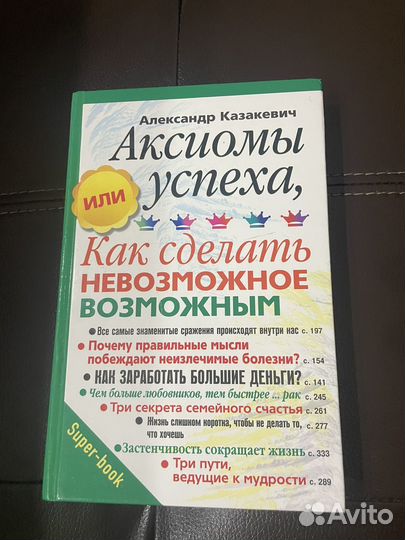 Александр Казакевич
Аксиомы
успеха,
или
Как сделать
НЕВОЗМОЖНОЕ
ВОЗМОЖНЫМ
Все самые знаменитые сражения происходят внутри нас с. 197
Почему правильные мысли
побеждают неизлечимые болезни? с. 154
КАК ЗАРАБОТАТЬ БОЛЬШИЕ ДЕНЬГИ? с. 141
Чем больше любовников, тем быстрее ... рак с. 245
Три секрета семейного счастья с. 261
Жизнь слишком коротка, чтобы не делать то, с. 277
что хочешь
Застенчивость сокращает жизнь с. 333
Три пути,
ведущие к мудрости с. 289
Super-book
Avito